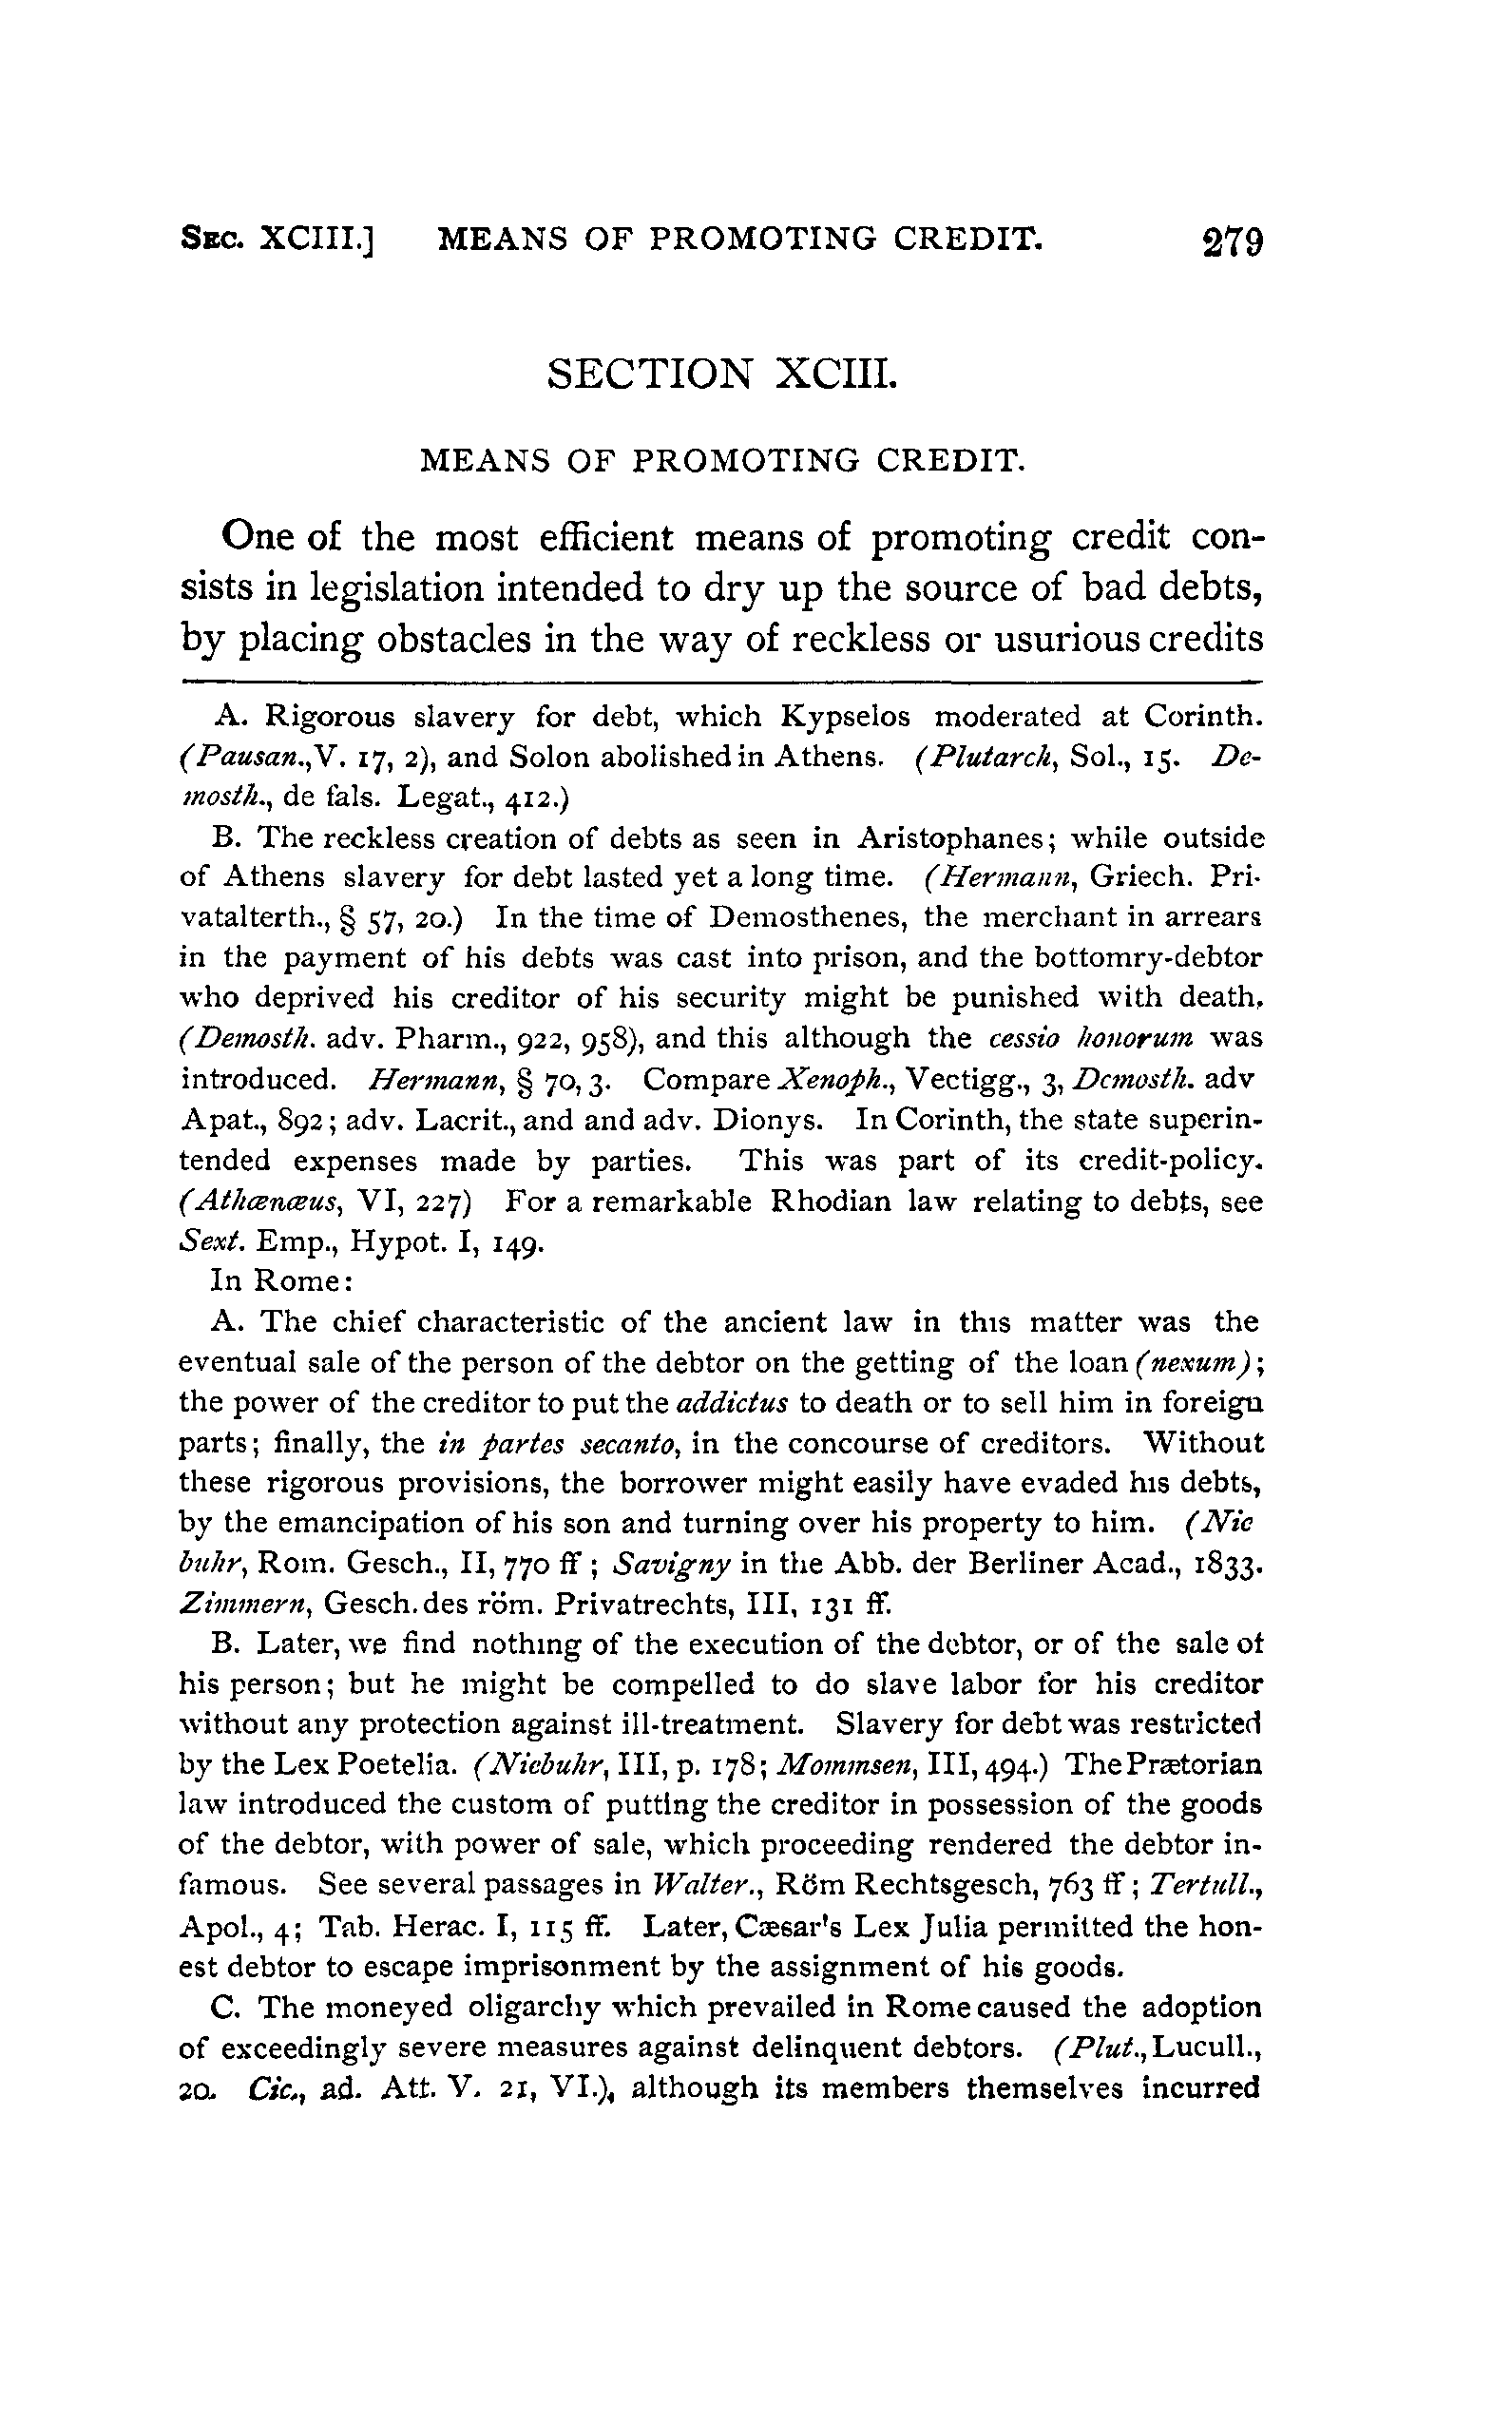 SEC. XCIII.] MEANS OF PROMOTING CREDIT. 279
SECTION XCIII.
MEANS OF PROMOTING CREDIT.
One of the most efficient means of promoting credit con-
sists in legislation intended to dry up the source of bad debts,
by placing obstacles in the way of reckless or usurious credits
A. Rigorous slavery for debt, which Kypselos moderated at Corinth.
(Pausan., V. 17, 2), and Solon abolished in Athens. (Plutarch, Sol., 15. De-
mosth., de fals. Legat., 412.)
B. The reckless creation of debts as seen in Aristophanes; while outside
of Athens slavery for debt lasted yet a long time. (Hermann, Griech. Pri-
vatalterth., § 57, 20.) In the time of Demosthenes, the merchant in arrears
in the payment of his debts was cast into prison, and the bottomry-debtor
who deprived his creditor of his security might be punished with death,
(Demosth. adv. Pharm., 922, 958), and this although the cessio honorum was
introduced. Hermann, § 70, 3. Compare Xenoph., Vectigg., 3, Demosth. adv
Apat., 892; adv. Lacrit., and and adv. Dionys. In Corinth, the state superin-
tended expenses made by parties. This was part of its credit-policy.
(Athænæus, VI, 227) For a remarkable Rhodian law relating to debts, see
Sext. Emp., Hypot. I, 149.
In Rome:
A. The chief characteristic of the ancient law in this matter was the
eventual sale of the person of the debtor on the getting of the loan (nexum);
the power of the creditor to put the addictus to death or to sell him in foreign
parts; finally, the in partes secanto, in the concourse of creditors. Without
these rigorous provisions, the borrower might easily have evaded his debts,
by the emancipation of his son and turning over his property to him. (Nie
buhr, Rom. Gesch., II, 770 ff; Savigny in the Abb. der Berliner Acad., 1833.
Zimmern, Gesch. des röm. Privatrechts, III, 131 ff.
B. Later, we find nothing of the execution of the debtor, or of the sale of
his person; but he might be compelled to do slave labor for his creditor
without any protection against ill-treatment. Slavery for debt was restricted
by the Lex Poetelia. (Niebuhr, III, p. 178; Mommsen, III, 494.) The Prætorian
law introduced the custom of putting the creditor in possession of the goods
of the debtor, with power of sale, which proceeding rendered the debtor in-
famous. See several passages in Walter., Röm Rechtsgesch, 763 ff; Tertull.,
Apol., 4; Tab. Herac. I, 115 ff. Later, Cæsar's Lex Julia permitted the hon-
est debtor to escape imprisonment by the assignment of his goods.
C. The moneyed oligarchy which prevailed in Rome caused the adoption
of exceedingly severe measures against delinquent debtors. (Plut., Lucull.,
20. Cic., ad. Att. V. 21, VI.), although its members themselves incurred